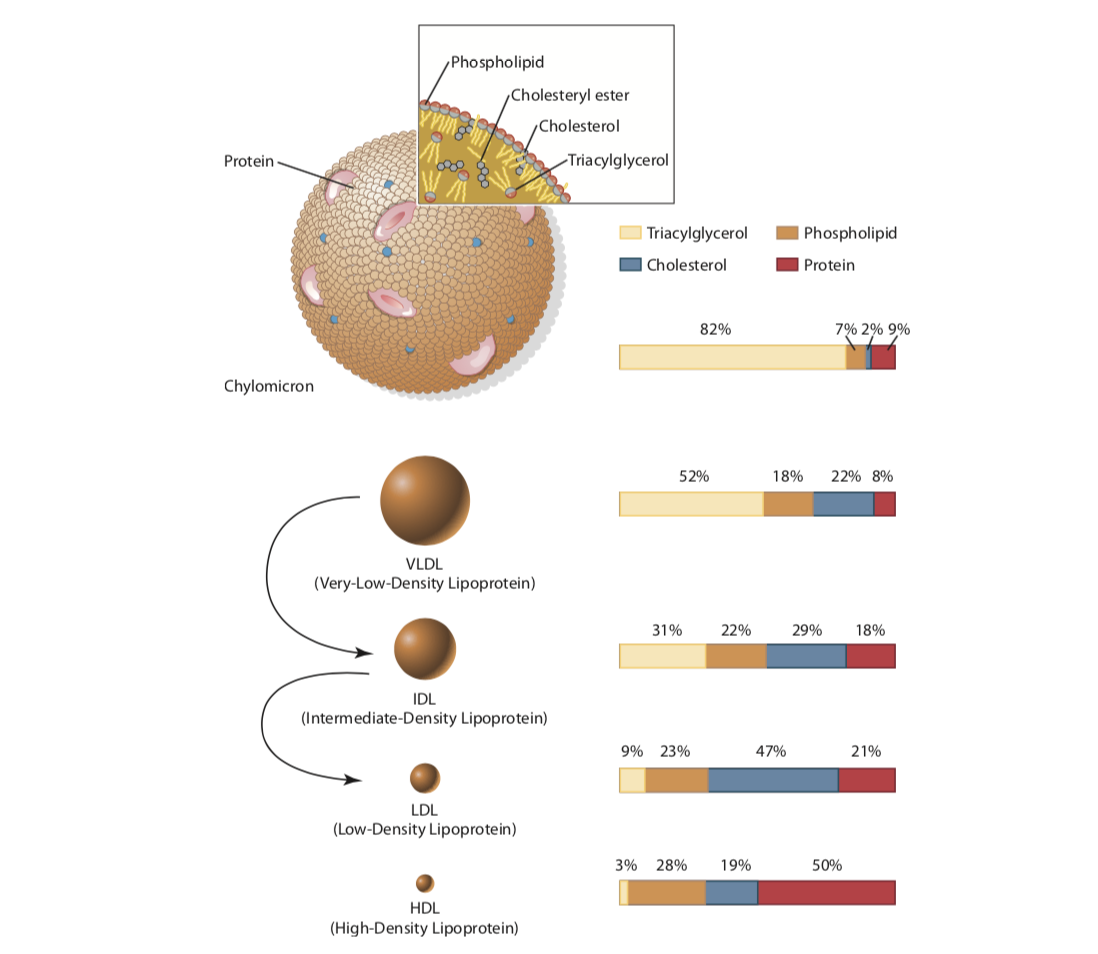 Phospholipid
Cholesteryl ester
Cholesterol
Triacylglycerol
Protein
Chylomicron
Triacylglycerol Phospholipid
Cholesterol Protein
82% 7% 2% 9%
52% 18% 22% 8%
VLDL
(Very-Low-Density Lipoprotein)
31% 22% 29% 18%
IDL
(Intermediate-Density Lipoprotein)
9% 23% 47% 21%
LDL
(Low-Density Lipoprotein)
3% 28% 19% 50%
HDL
(High-Density Lipoprotein)